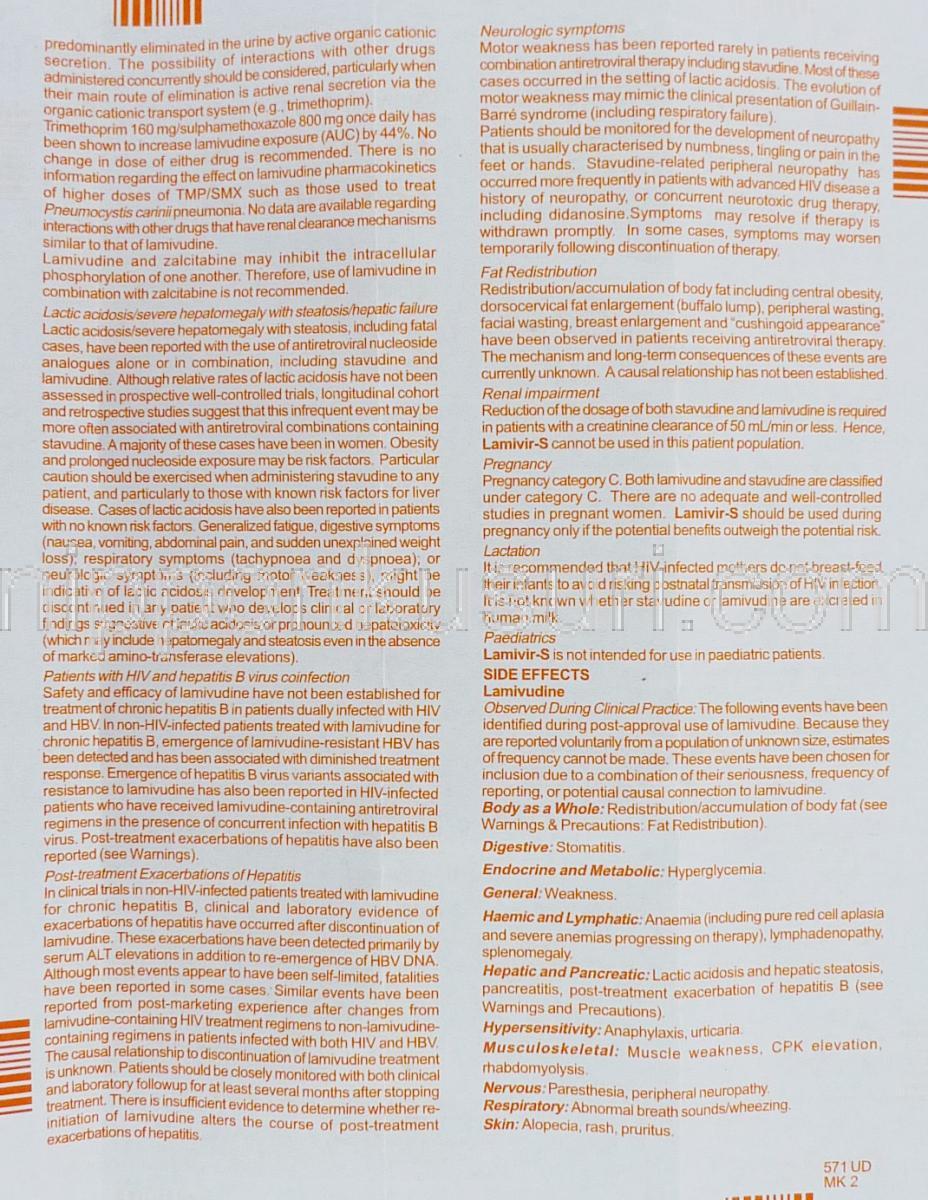 predominantly eliminated in the urine by active organic cationic
secretion. The possibility of interactions with other drugs
administered concurrently should be considered, particularly when
their main route of elimination is active renal secretion via the
organic cationic transport system (e.g., trimethoprim).
Trimethoprim 160 mg/sulphamethoxazole 800 mg once daily has
been shown to increase lamivudine exposure (AUC) by 44%. No
change in dose of either drug is recommended. There is no
information regarding the effect on lamivudine pharmacokinetics
of higher doses of TMP/SMX such as those used to treat
Pneumocystis carinii pneumonia. No data are available regarding
interactions with other drugs that have renal clearance mechanisms
similar to that of lamivudine.
Lamivudine and zalcitabine may inhibit the intracellular
phosphorylation of one another. Therefore, use of lamivudine in
combination with zalcitabine is not recommended.
Lactic acidosis/severe hepatomegaly with steatosis/hepatic failure
Lactic acidosis/severe hepatomegaly with steatosis, including fatal
cases, have been reported with the use of antiretroviral nucleoside
analogues alone or in combination, including stavudine and
lamivudine. Although relative rates of lactic acidosis have not been
assessed in prospective well-controlled trials, longitudinal cohort
and retrospective studies suggest that this infrequent event may be
more often associated with antiretroviral combinations containing
stavudine. A majority of these cases have been in women. Obesity
and prolonged nucleoside exposure may be risk factors. Particular
caution should be exercised when administering stavudine to any
patient, and particularly to those with known risk factors for liver
disease. Cases of lactic acidosis have also been reported in patients
with no known risk factors. Generalized fatigue, digestive symptoms
(nausea, vomiting, abdominal pain, and sudden unexplained weight
loss); respiratory symptoms (tachypnoea and dyspnoea); or
neurologic symptoms (including motor weakness) might be
indicative of lactic acidosis development. Treatment should be
discontinued in any patient who develops clinical or laboratory
findings suggestive of lactic acidosis or pronounced hepatotoxicity
(which may include hepatomegaly and steatosis even in the absence
of marked amino-transferase elevations).
Patients with HIV and hepatitis B virus coinfection
Safety and efficacy of lamivudine have not been established for
treatment of chronic hepatitis B in patients dually infected with HIV
and HBV. In non-HIV-infected patients treated with lamivudine for
chronic hepatitis B, emergence of lamivudine-resistant HBV has
been detected and has been associated with diminished treatment
response. Emergence of hepatitis B virus variants associated with
resistance to lamivudine has also been reported in HIV-infected
patients who have received lamivudine-containing antiretroviral
regimens in the presence of concurrent infection with hepatitis B
virus. Post-treatment exacerbations of hepatitis have also been
reported (see Warnings).
Post-treatment Exacerbations of Hepatitis
In clinical trials in non-HIV-infected patients treated with lamivudine
for chronic hepatitis B, clinical and laboratory evidence of
exacerbations of hepatitis have occurred after discontinuation of
lamivudine. These exacerbations have been detected primarily by
serum ALT elevations in addition to re-emergence of HBV DNA.
Although most events appear to have been self-limited, fatalities
have been reported in some cases. Similar events have been
reported from post-marketing experience after changes from
lamivudine-containing HIV treatment regimens to non-lamivudine-
containing regimens in patients infected with both HIV and HBV.
The causal relationship to discontinuation of lamivudine treatment
is unknown. Patients should be closely monitored with both clinical
and laboratory followup for at least several months after stopping
treatment. There is insufficient evidence to determine whether re-
initiation of lamivudine alters the course of post-treatment
exacerbations of hepatitis.
Neurologic symptoms
Motor weakness has been reported rarely in patients receiving
combination antiretroviral therapy including stavudine. Most of these
cases occurred in the setting of lactic acidosis. The evolution of
motor weakness may mimic the clinical presentation of Guillain-
Barré syndrome (including respiratory failure).
Patients should be monitored for the development of neuropathy
that is usually characterised by numbness, tingling or pain in the
feet or hands. Stavudine-related peripheral neuropathy has
occurred more frequently in patients with advanced HIV disease a
history of neuropathy, or concurrent neurotoxic drug therapy,
including didanosine.Symptoms may resolve if therapy is
withdrawn promptly. In some cases, symptoms may worsen
temporarily following discontinuation of therapy.
Fat Redistribution
Redistribution/accumulation of body fat including central obesity,
dorsocervical fat enlargement (buffalo lump), peripheral wasting,
facial wasting, breast enlargement and "cushingoid appearance"
have been observed in patients receiving antiretroviral therapy.
The mechanism and long-term consequences of these events are
currently unknown. A causal relationship has not been established.
Renal impairment
Reduction of the dosage of both stavudine and lamivudine is required
in patients with a creatinine clearance of 50 mL/min or less. Hence,
Lamivir-S cannot be used in this patient population.
Pregnancy
Pregnancy category C. Both lamivudine and stavudine are classified
under category C. There are no adequate and well-controlled
studies in pregnant women. Lamivir-S should be used during
pregnancy only if the potential benefits outweigh the potential risk.
Lactation
It is recommended that HIV-infected mothers do not breast-feed
their infants to avoid risking postnatal transmission of HIV infection.
It is not known whether stavudine or lamivudine are excreted in
human milk.
Paediatrics
Lamivir-S is not intended for use in paediatric patients.
SIDE EFFECTS
Lamivudine
Observed During Clinical Practice: The following events have been
identified during post-approval use of lamivudine. Because they
are reported voluntarily from a population of unknown size, estimates
of frequency cannot be made. These events have been chosen for
inclusion due to a combination of their seriousness, frequency of
reporting, or potential causal connection to lamivudine.
Body as a Whole: Redistribution/accumulation of body fat (see
Warnings & Precautions: Fat Redistribution).
Digestive: Stomatitis.
Endocrine and Metabolic: Hyperglycemia.
General: Weakness.
Haemic and Lymphatic: Anaemia (including pure red cell aplasia
and severe anemias progressing on therapy), lymphadenopathy,
splenomegaly.
Hepatic and Pancreatic: Lactic acidosis and hepatic steatosis,
pancreatitis, post-treatment exacerbation of hepatitis B (see
Warnings and Precautions).
Hypersensitivity: Anaphylaxis, urticaria.
Musculoskeletal: Muscle weakness, CPK elevation,
rhabdomyolysis.
Nervous: Paresthesia, peripheral neuropathy.
Respiratory: Abnormal breath sounds/wheezing.
Skin: Alopecia, rash, pruritus.
571 UD
MK 2
nipponkusuri.com